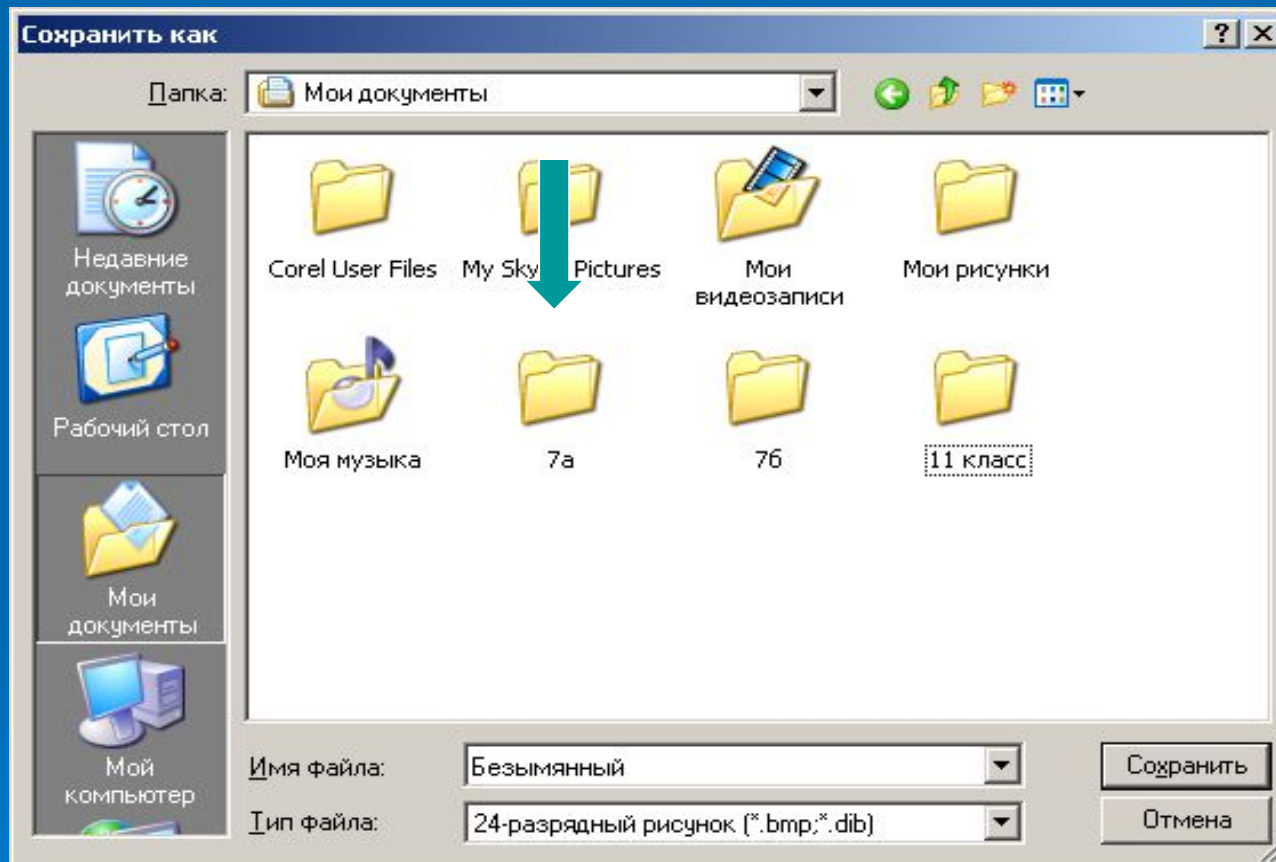 Сохранить как
Папка:
Мои документы
Недавние
документы
Рабочий стол
Мои
документы
Мой
компьютер
Corel User Files
My Sky Pictures
Мои
видеозаписи
Мои рисунки
Моя музыка
7а
7б
11 класс
Имя файла:
Безымянный
Сохранить
Тип файла:
24-разрядный рисунок (*.bmp;*.dib)
Отмена